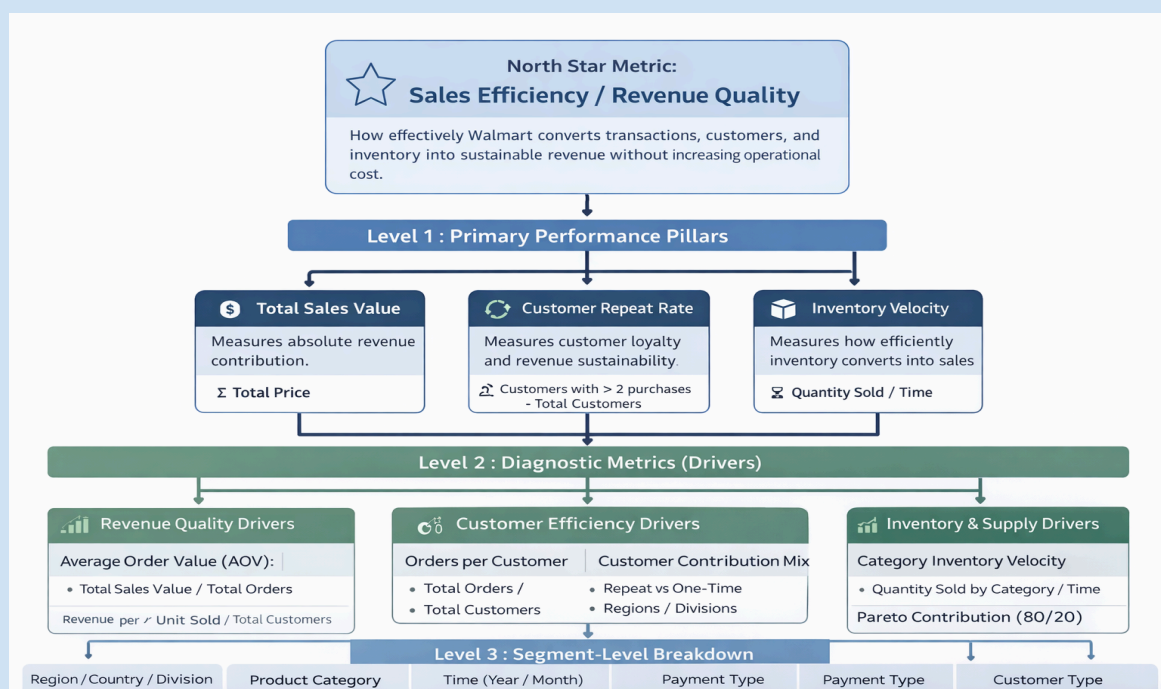 North Star Metric:
Sales Efficiency / Revenue Quality
How effectively Walmart converts transactions, customers, and
inventory into sustainable revenue without increasing operational
cost.
Level 1 : Primary Performance Pillars
$ Total Sales Value
Measures absolute revenue
contribution.
Σ Total Price
Customer Repeat Rate
Measures customer loyalty
and revenue sustainability.
Customers with > 2 purchases
- Total Customers
Inventory Velocity
Measures how efficiently
inventory converts into sales
Quantity Sold / Time
Level 2 : Diagnostic Metrics (Drivers)
Revenue Quality Drivers
Average Order Value (AOV):
• Total Sales Value / Total Orders
Revenue per Unit Sold / Total Customers
Customer Efficiency Drivers
Orders per Customer
• Total Orders /
• Total Customers
Customer Contribution Mix
• Repeat vs One-Time
• Regions / Divisions
Inventory & Supply Drivers
Category Inventory Velocity
• Quantity Sold by Category / Time
Pareto Contribution (80/20)
Level 3 : Segment-Level Breakdown
Region / Country / Division
Product Category
Time (Year / Month)
Payment Type
Payment Type
Customer Type